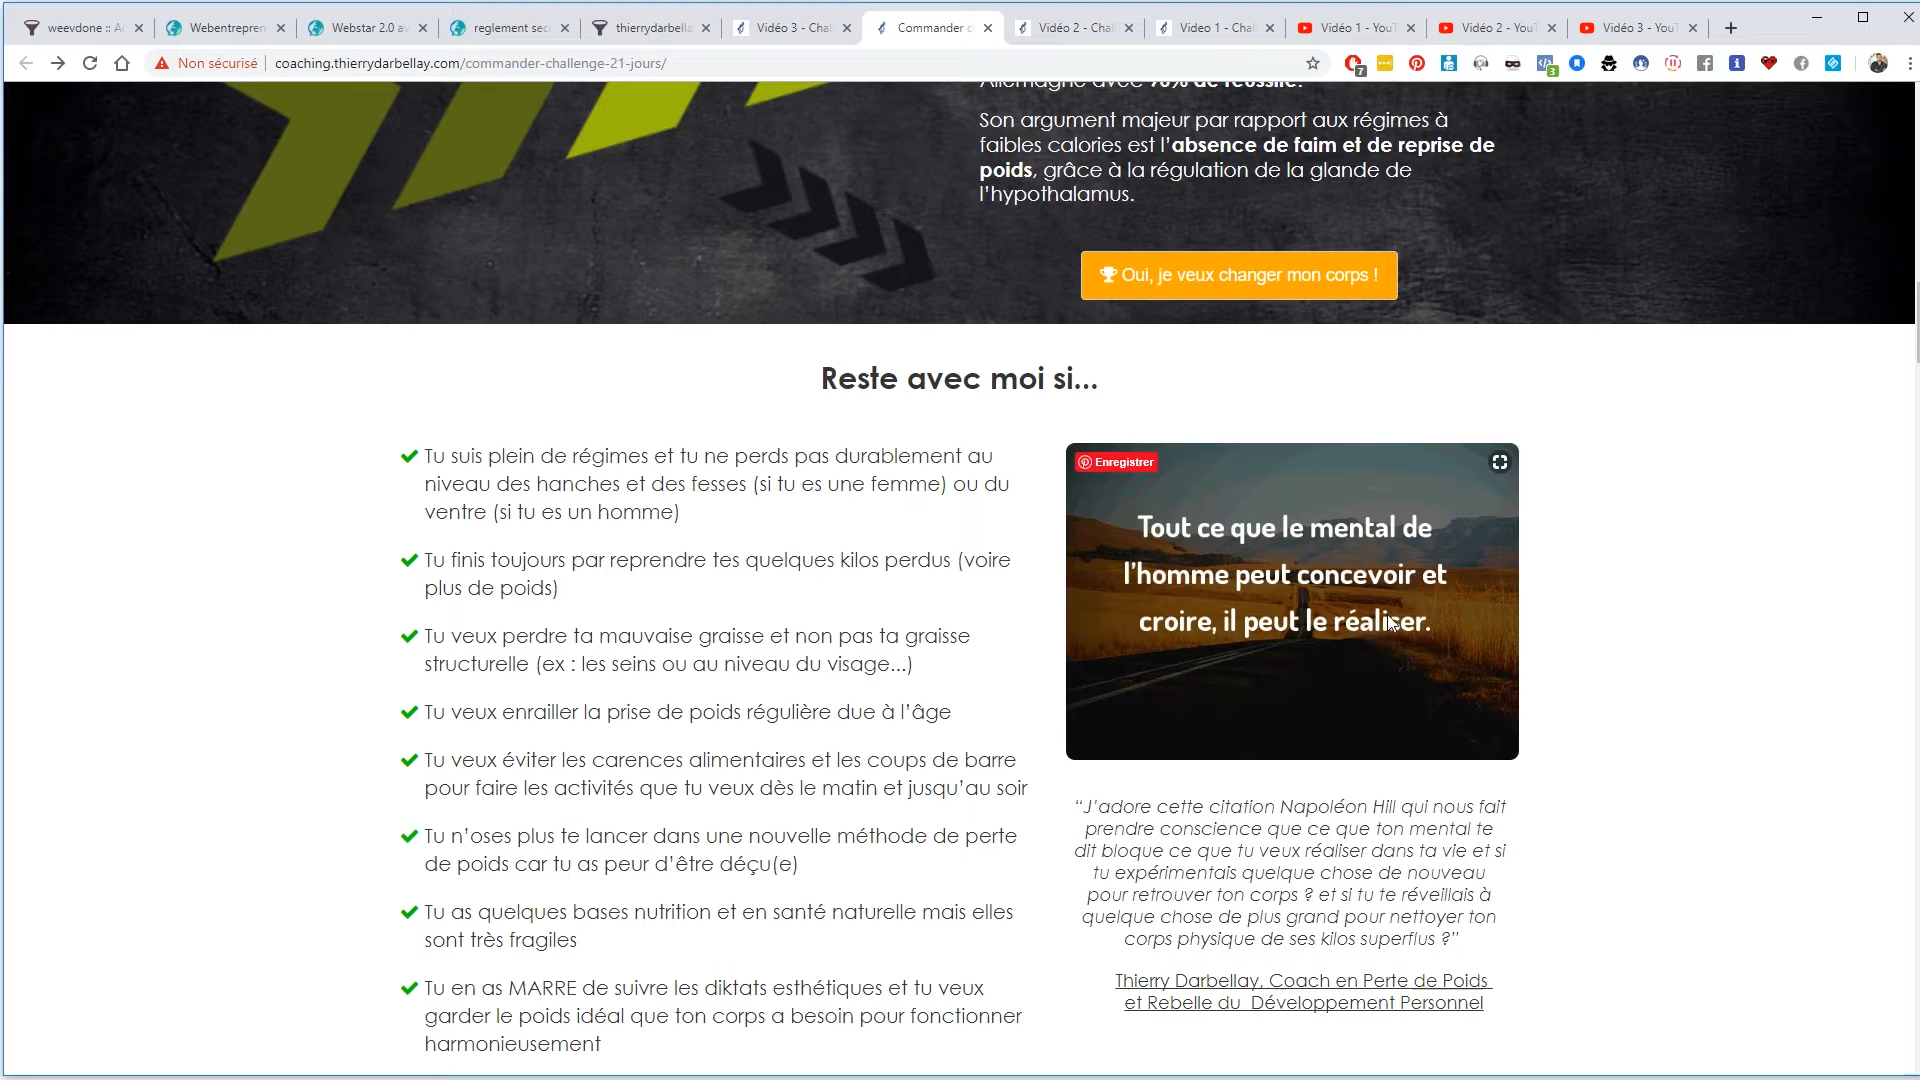 weevdone :: A
Webentrepren
Webstar 2.0 av
reglement sec
thierrydarbella
Vidéo 3 - Chal
Commander c
Vidéo 2 - Chall
Video 1 - Chall
Vidéo 1 - YouT
Vidéo 2 - YouT
Vidéo 3 - YouT
Non sécurisé
coaching.thierrydarbellay.com/commander-challenge-21-jours/
7
3
Allemagne avec 90% de réussite.
Son argument majeur par rapport aux régimes à
faibles calories est l’absence de faim et de reprise de
poids, grâce à la régulation de la glande de
l’hypothalamus.
Oui, je veux changer mon corps !
Reste avec moi si...
Tu suis plein de régimes et tu ne perds pas durablement au
niveau des hanches et des fesses (si tu es une femme) ou du
ventre (si tu es un homme)
Tu finis toujours par reprendre tes quelques kilos perdus (voire
plus de poids)
Tu veux perdre ta mauvaise graisse et non pas ta graisse
structurelle (ex : les seins ou au niveau du visage...)
Tu veux enrailler la prise de poids régulière due à l’âge
Tu veux éviter les carences alimentaires et les coups de barre
pour faire les activités que tu veux dès le matin et jusqu’au soir
Tu n’oses plus te lancer dans une nouvelle méthode de perte
de poids car tu as peur d’être déçu(e)
Tu as quelques bases nutrition et en santé naturelle mais elles
sont très fragiles
Tu en as MARRE de suivre les diktats esthétiques et tu veux
garder le poids idéal que ton corps a besoin pour fonctionner
harmonieusement
Enregistrer
Tout ce que le mental de
l’homme peut concevoir et
croire, il peut le réaliser.
“J’adore cette citation Napoléon Hill qui nous fait
prendre conscience que ce que ton mental te
dit bloque ce que tu veux réaliser dans ta vie et si
tu expérimentais quelque chose de nouveau
pour retrouver ton corps ? et si tu te réveillais à
quelque chose de plus grand pour nettoyer ton
corps physique de ses kilos superflus ?”
Thierry Darbellay, Coach en Perte de Poids
et Rebelle du Développement Personnel